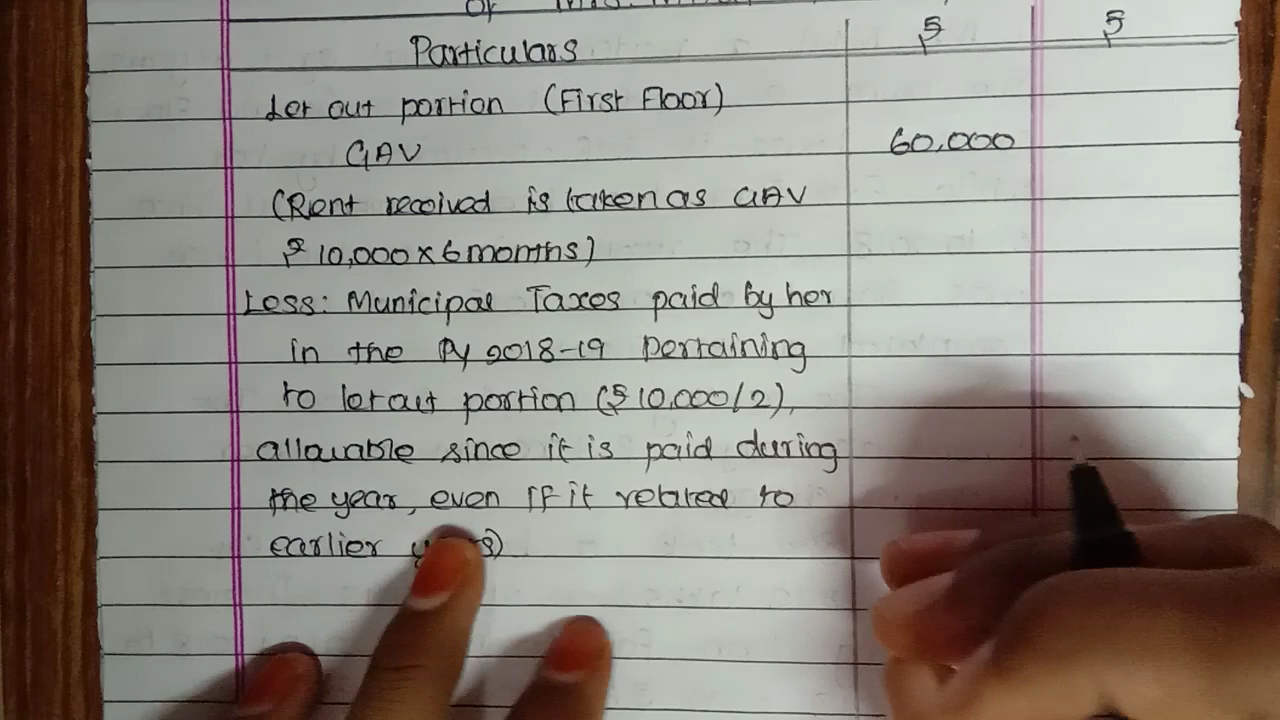 of Mrs.
Particulars ₹ ₹
Let out portion (First Floor)
GAV 60,000
(Rent received is taken as GAV
₹ 10,000 x 6 months)
Less: Municipal Taxes paid by her
in the Py 2018-19 Pertaining
to let out portion (₹ 10,000/2),
allowable since it is paid during
the year, even if it related to
earlier